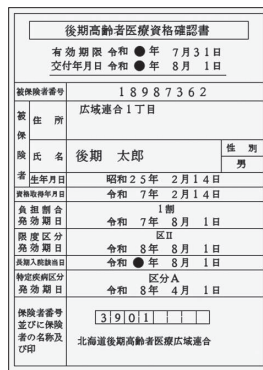 後期高齢者医療資格確認書
有効期限 令和 ● 年 7月31日
交付年月日 令和 ● 年 8月 1日
被保険者番号 18987362
被保険者
住所 広域連合1丁目
氏名 後期 太郎
性別 男
生年月日 昭和25年 2月14日
資格取得年月日 令和 7年 2月14日
負担割合 1割
発効期日 令和 7年 8月 1日
限度区分 区Ⅱ
発効期日 令和 8年 8月 1日
長期入院該当日 令和 ● 年 8月 1日
特定疾病区分 区分A
発効期日 令和 8年 4月 1日
保険者番号
並びに保険
者の名称及
び印
3901
北海道後期高齢者医療広域連合